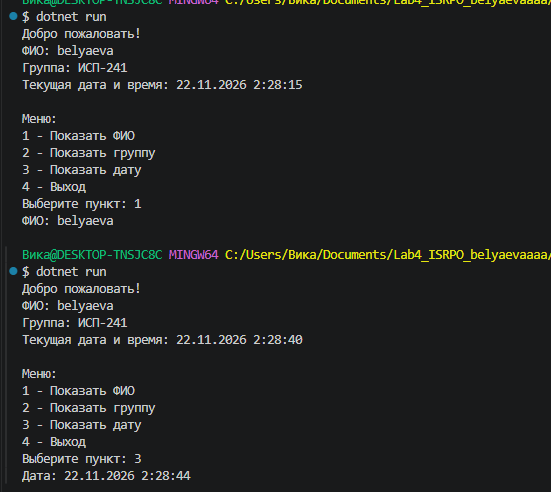 Вика@DESKTOP-TNSJC8C MINGW64 C:/Users/Вика/Documents/Lab4_ISRPO_belyaevaaaa/
$ dotnet run
Добро пожаловать!
ФИО: belyaeva
Группа: ИСП-241
Текущая дата и время: 22.11.2026 2:28:15
Меню:
1 - Показать ФИО
2 - Показать группу
3 - Показать дату
4 - Выход
Выберите пункт: 1
ФИО: belyaeva
Вика@DESKTOP-TNSJC8C MINGW64 C:/Users/Вика/Documents/Lab4_ISRPO_belyaevaaaa/
$ dotnet run
Добро пожаловать!
ФИО: belyaeva
Группа: ИСП-241
Текущая дата и время: 22.11.2026 2:28:40
Меню:
1 - Показать ФИО
2 - Показать группу
3 - Показать дату
4 - Выход
Выберите пункт: 3
Дата: 22.11.2026 2:28:44